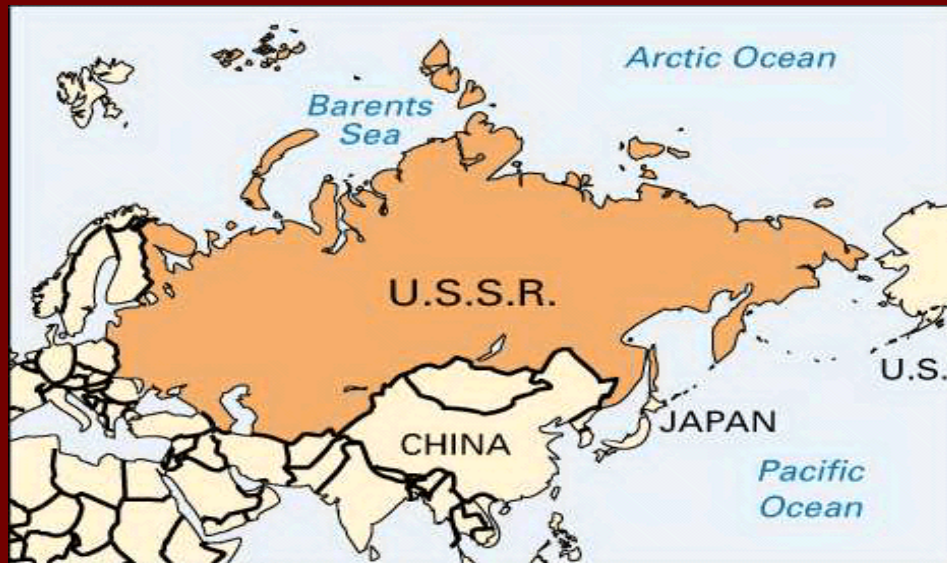 Arctic Ocean
Barents
Sea
U.S.S.R.
U.S.
JAPAN
CHINA
Pacific
Ocean